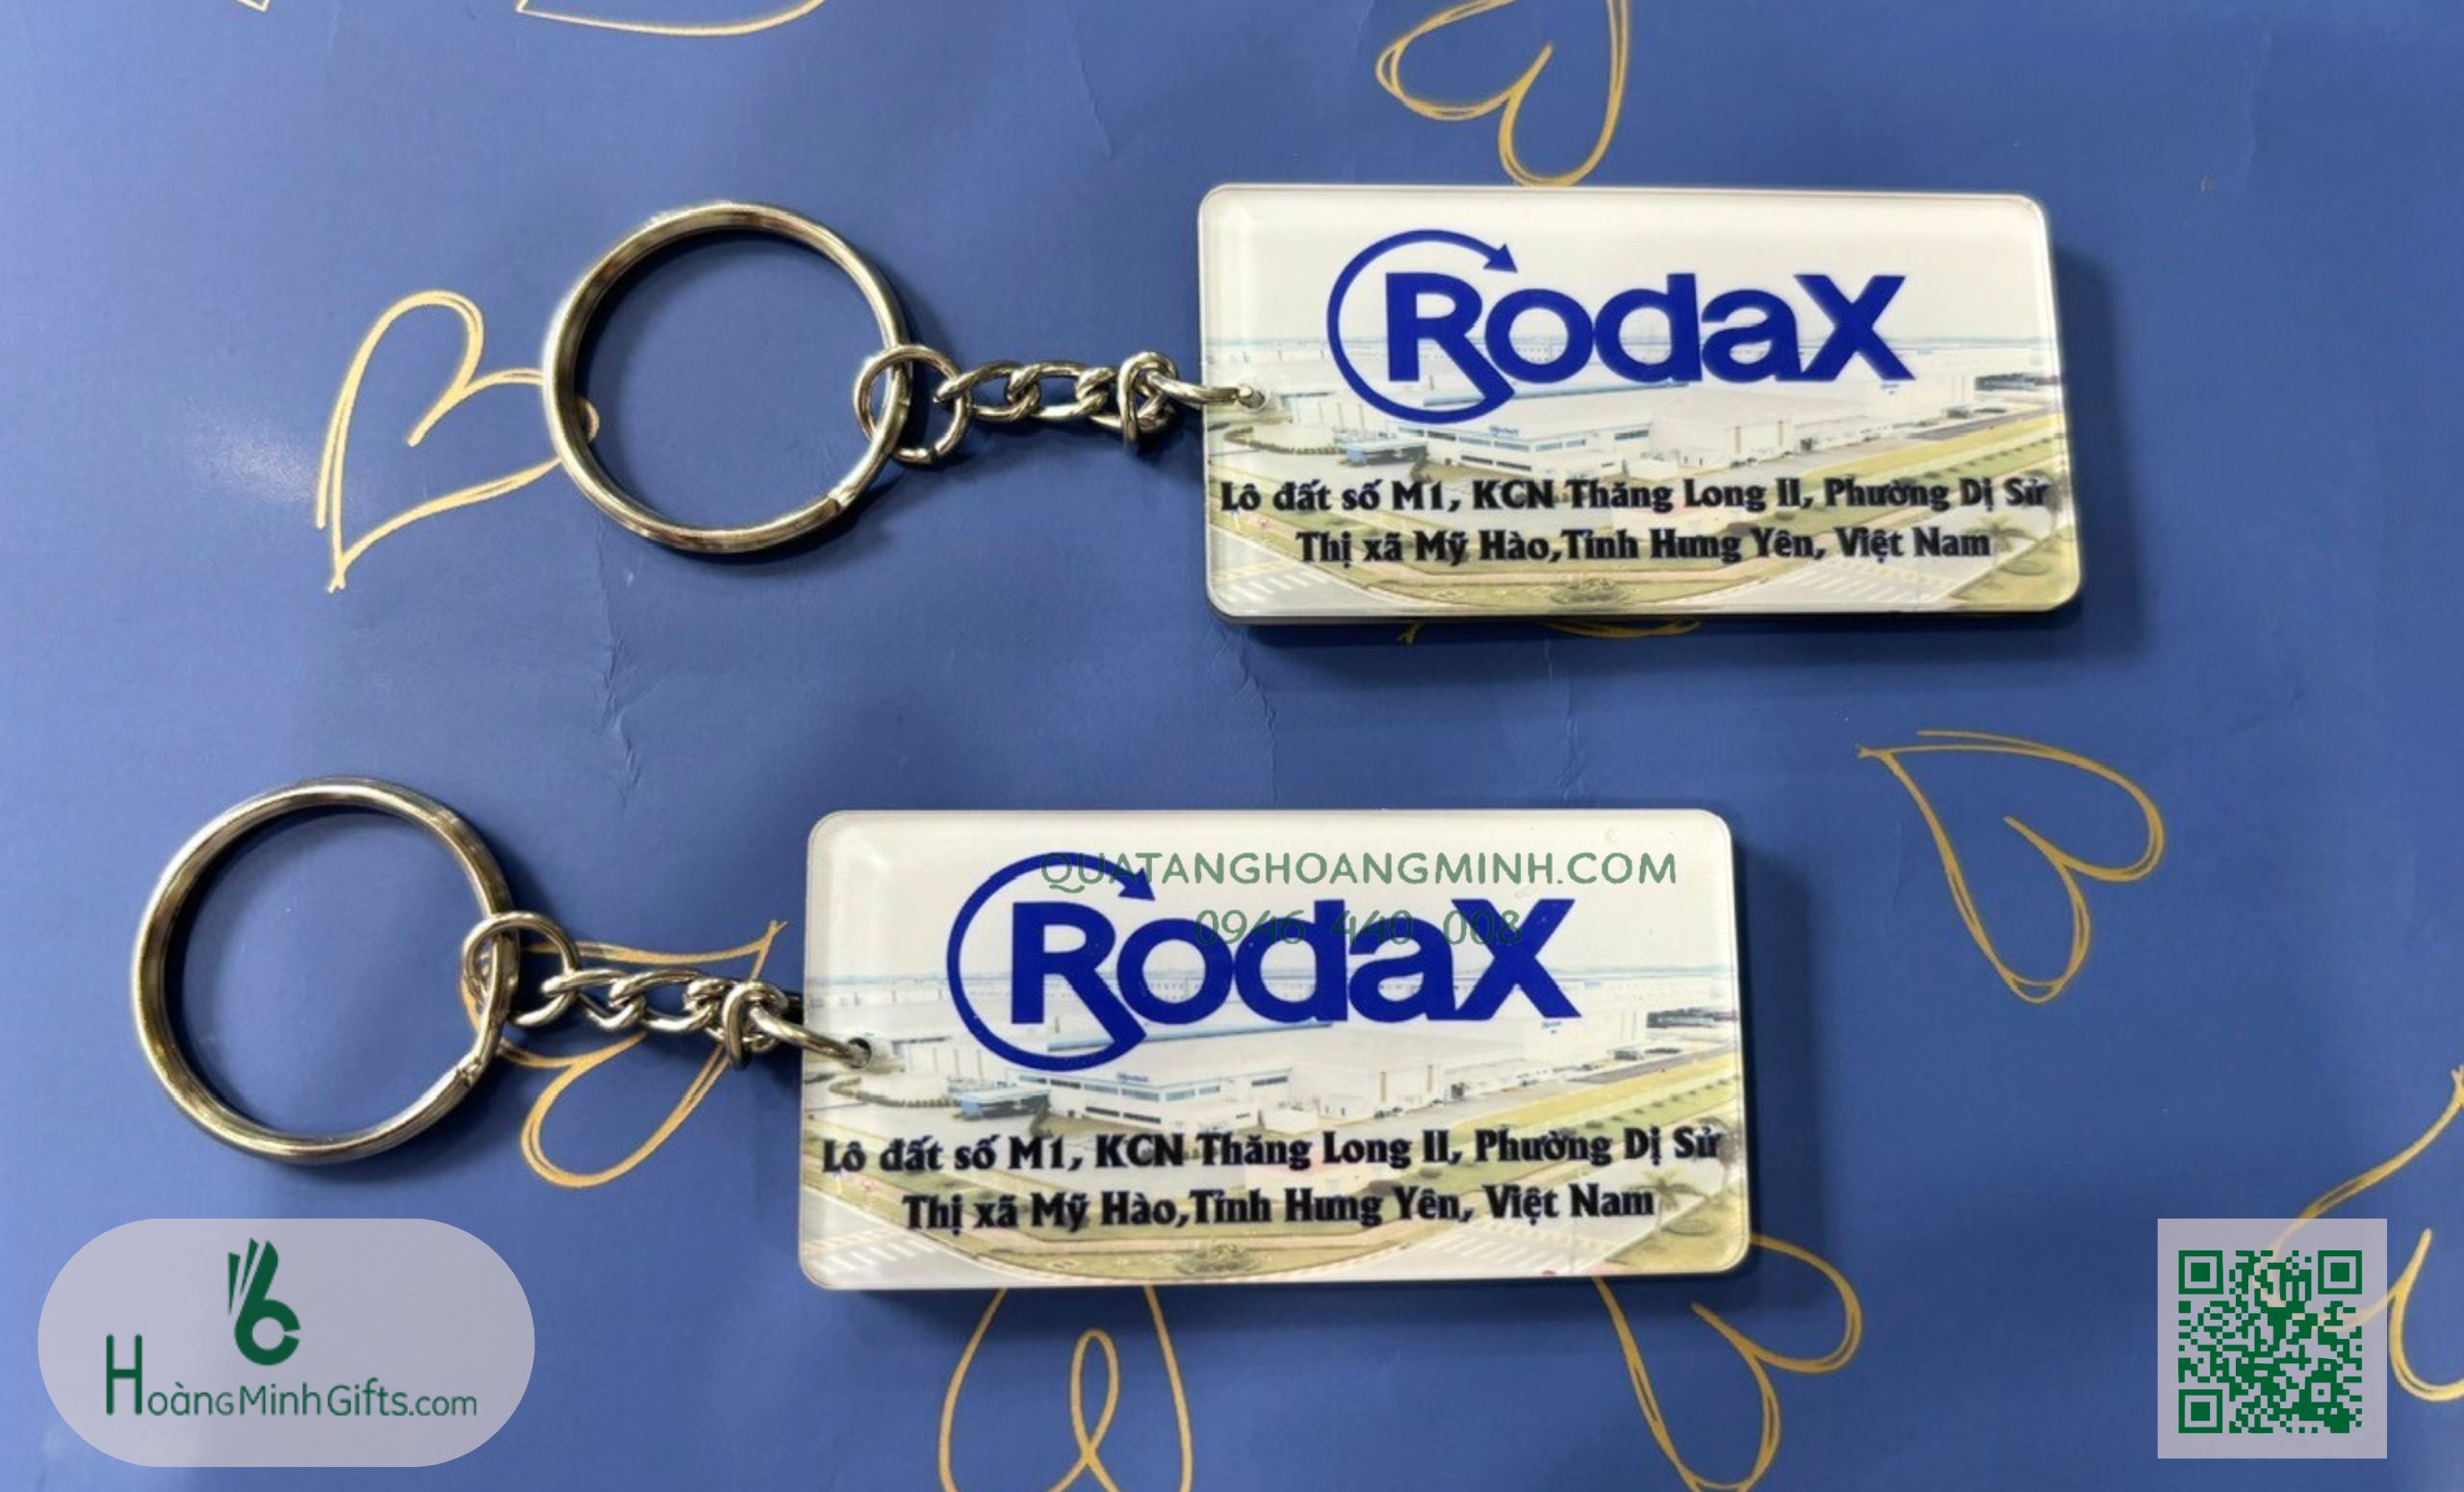 RodaX
Lô đất số M1, KCN Thăng Long II, Phường Dị Sử
Thị xã Mỹ Hào,Tỉnh Hưng Yên, Việt Nam
QUATANGHOANGMINH.COM
0946 440 008
RodaX
Lô đất số M1, KCN Thăng Long II, Phường Dị Sử
Thị xã Mỹ Hào,Tỉnh Hưng Yên, Việt Nam
HoàngMinhGifts.com